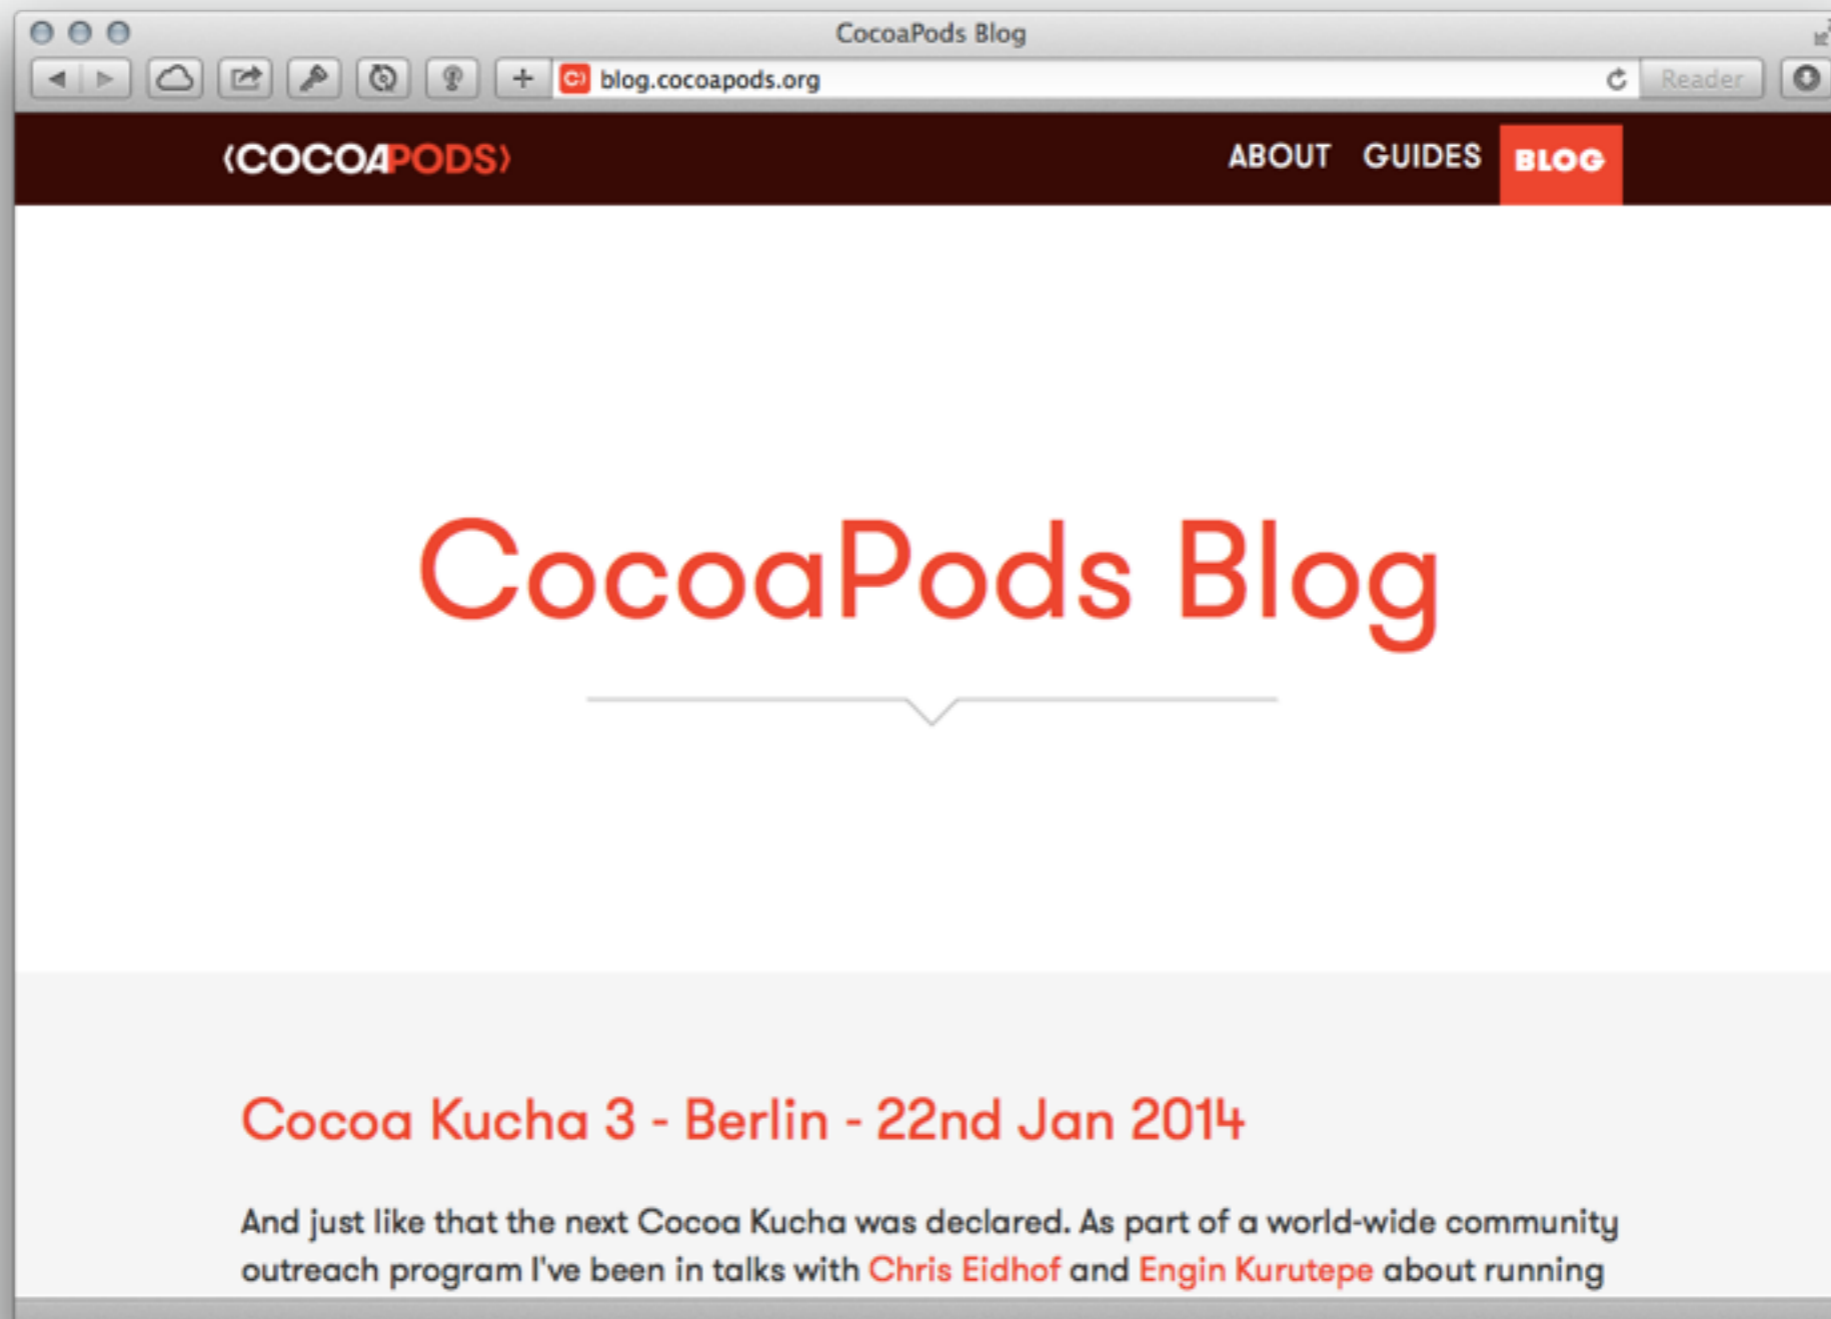 CocoaPods Blog
blog.cocoapods.org
Reader
COCOAPODS
ABOUT GUIDES BLOG
CocoaPods Blog
Cocoa Kucha 3 - Berlin - 22nd Jan 2014
And just like that the next Cocoa Kucha was declared. As part of a world-wide community
outreach program I've been in talks with Chris Eidhof and Engin Kurutepe about running